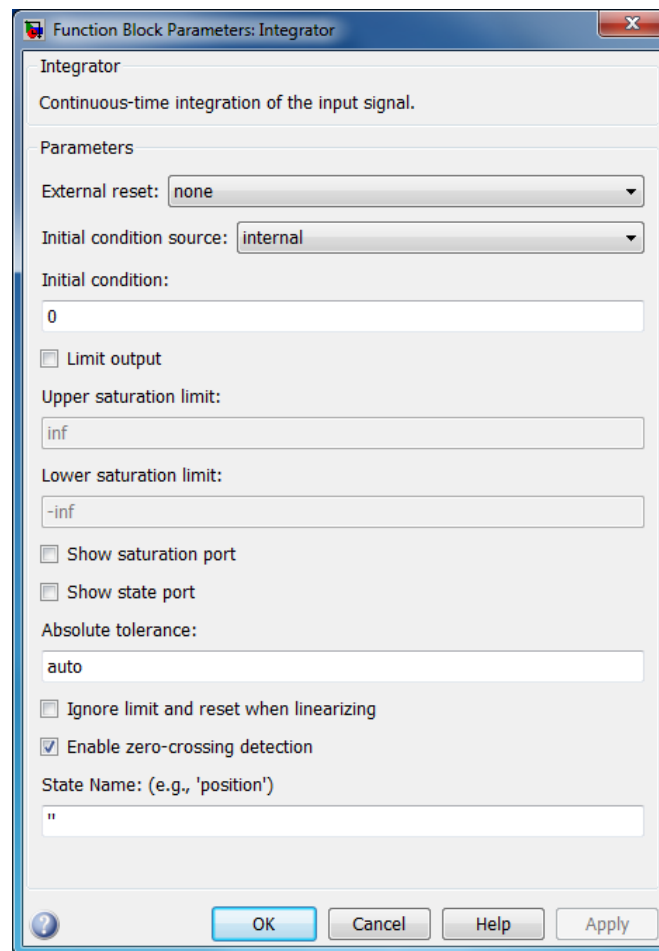 Function Block Parameters: Integrator
Integrator
Continuous-time integration of the input signal.
Parameters
External reset: none
Initial condition source: internal
Initial condition:
0
Limit output
Upper saturation limit:
inf
Lower saturation limit:
-inf
Show saturation port
Show state port
Absolute tolerance:
auto
Ignore limit and reset when linearizing
Enable zero-crossing detection
State Name: (e.g., 'position')
''
OK Cancel Help Apply